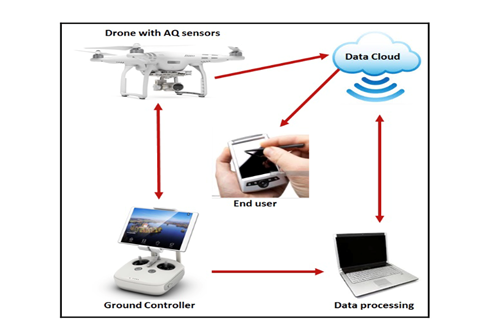 Drone with AQ sensors
Data Cloud
End user
Ground Controller
Data processing